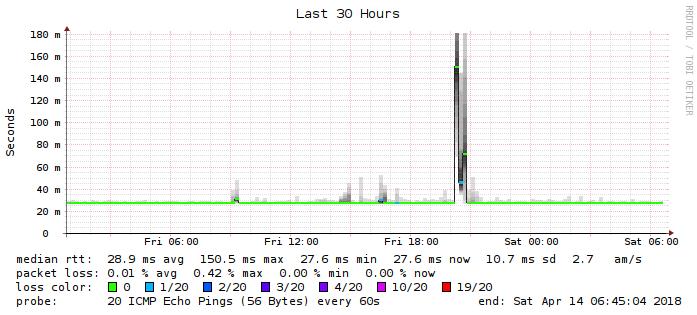 Last 30 Hours
RRDTOOL / TOBI OETIKER
Seconds
180 m
160 m
140 m
120 m
100 m
80 m
60 m
40 m
20 m
0
Fri 06:00 Fri 12:00 Fri 18:00 Sat 00:00 Sat 06:00
median rtt: 28.9 ms avg 150.5 ms max 27.6 ms min 27.6 ms now 10.7 ms sd 2.7 am/s
packet loss: 0.01 % avg 0.42 % max 0.00 % min 0.00 % now
loss color: 0 1/20 2/20 3/20 4/20 10/20 19/20
probe: 20 ICMP Echo Pings (56 Bytes) every 60s end: Sat Apr 14 06:45:04 2018